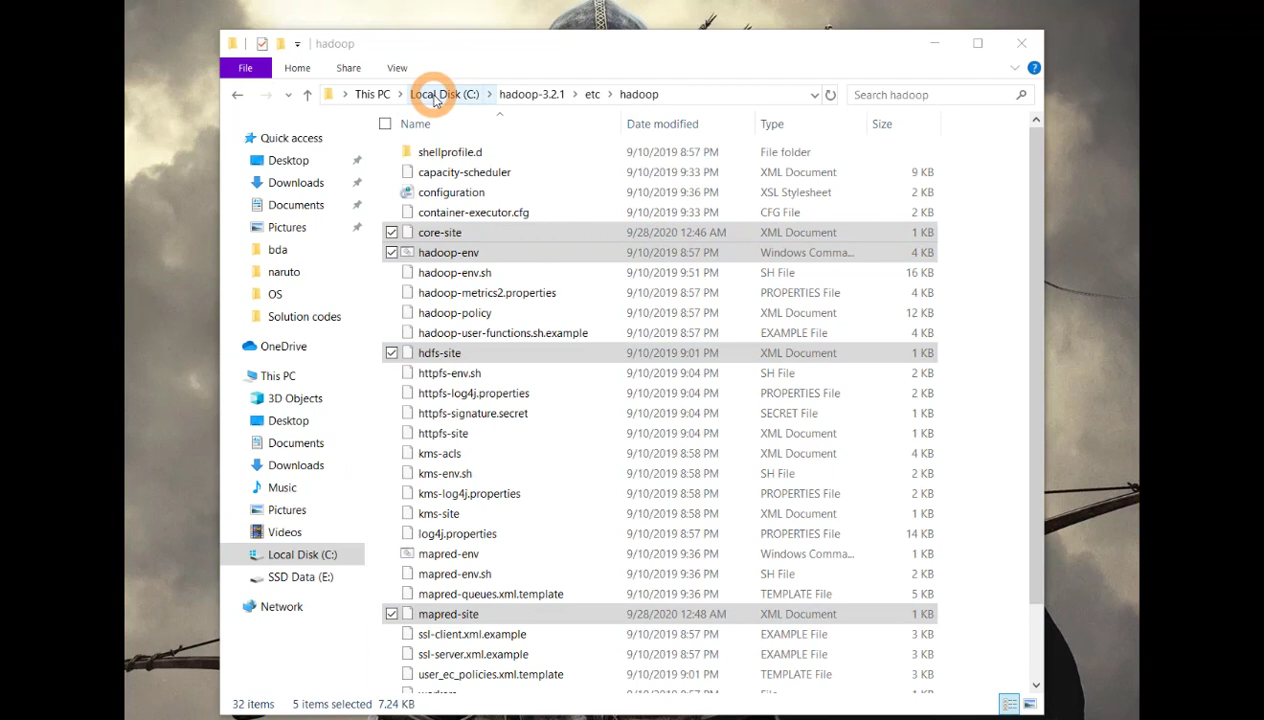 hadoop
File Home Share View
This PC Local Disk (C:) hadoop-3.2.1 etc hadoop Search hadoop
Name Date modified Type Size
Quick access
Desktop
Downloads
Documents
Pictures
bda
naruto
OS
Solution codes
OneDrive
This PC
3D Objects
Desktop
Documents
Downloads
Music
Pictures
Videos
Local Disk (C:)
SSD Data (E:)
Network
shellprofile.d 9/10/2019 8:57 PM File folder
capacity-scheduler 9/10/2019 9:33 PM XML Document 9 KB
configuration 9/10/2019 9:36 PM XSL Stylesheet 2 KB
container-executor.cfg 9/10/2019 9:33 PM CFG File 2 KB
core-site 9/28/2020 12:46 AM XML Document 1 KB
hadoop-env 9/10/2019 8:57 PM Windows Comma... 4 KB
hadoop-env.sh 9/10/2019 9:51 PM SH File 16 KB
hadoop-metrics2.properties 9/10/2019 8:57 PM PROPERTIES File 4 KB
hadoop-policy 9/10/2019 8:57 PM XML Document 12 KB
hadoop-user-functions.sh.example 9/10/2019 8:57 PM EXAMPLE File 4 KB
hdfs-site 9/10/2019 9:01 PM XML Document 1 KB
httpfs-env.sh 9/10/2019 9:04 PM SH File 2 KB
httpfs-log4j.properties 9/10/2019 9:04 PM PROPERTIES File 2 KB
httpfs-signature.secret 9/10/2019 9:04 PM SECRET File 1 KB
httpfs-site 9/10/2019 9:04 PM XML Document 1 KB
kms-acls 9/10/2019 8:58 PM XML Document 4 KB
kms-env.sh 9/10/2019 8:58 PM SH File 2 KB
kms-log4j.properties 9/10/2019 8:58 PM PROPERTIES File 2 KB
kms-site 9/10/2019 8:58 PM XML Document 1 KB
log4j.properties 9/10/2019 8:57 PM PROPERTIES File 14 KB
mapred-env 9/10/2019 9:36 PM Windows Comma... 1 KB
mapred-env.sh 9/10/2019 9:36 PM SH File 2 KB
mapred-queues.xml.template 9/10/2019 9:36 PM TEMPLATE File 5 KB
mapred-site 9/28/2020 12:48 AM XML Document 1 KB
ssl-client.xml.example 9/10/2019 8:57 PM EXAMPLE File 3 KB
ssl-server.xml.example 9/10/2019 8:57 PM EXAMPLE File 3 KB
user_ec_policies.xml.template 9/10/2019 9:01 PM TEMPLATE File 3 KB
32 items 5 items selected 7.24 KB